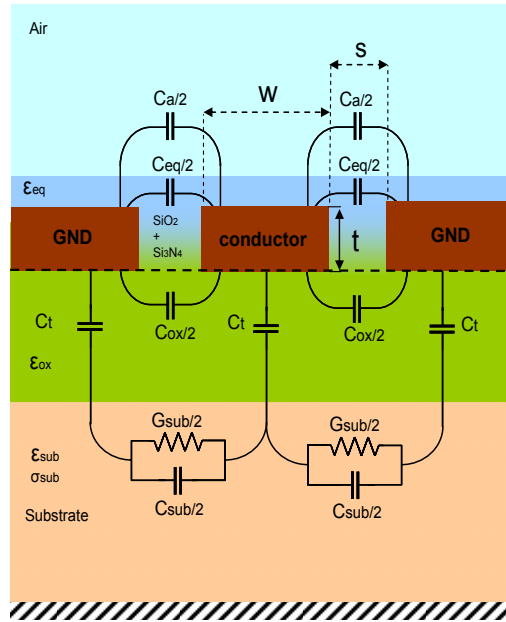 Air
S
W
Ca/2
Ca/2
Ceq/2
Ceq/2
εeq
SiO2
+
Si3N4
GND
conductor
t
GND
Cox/2
Cox/2
Ct
Ct
Ct
εox
Gsub/2
Gsub/2
εsub
σsub
Csub/2
Csub/2
Substrate